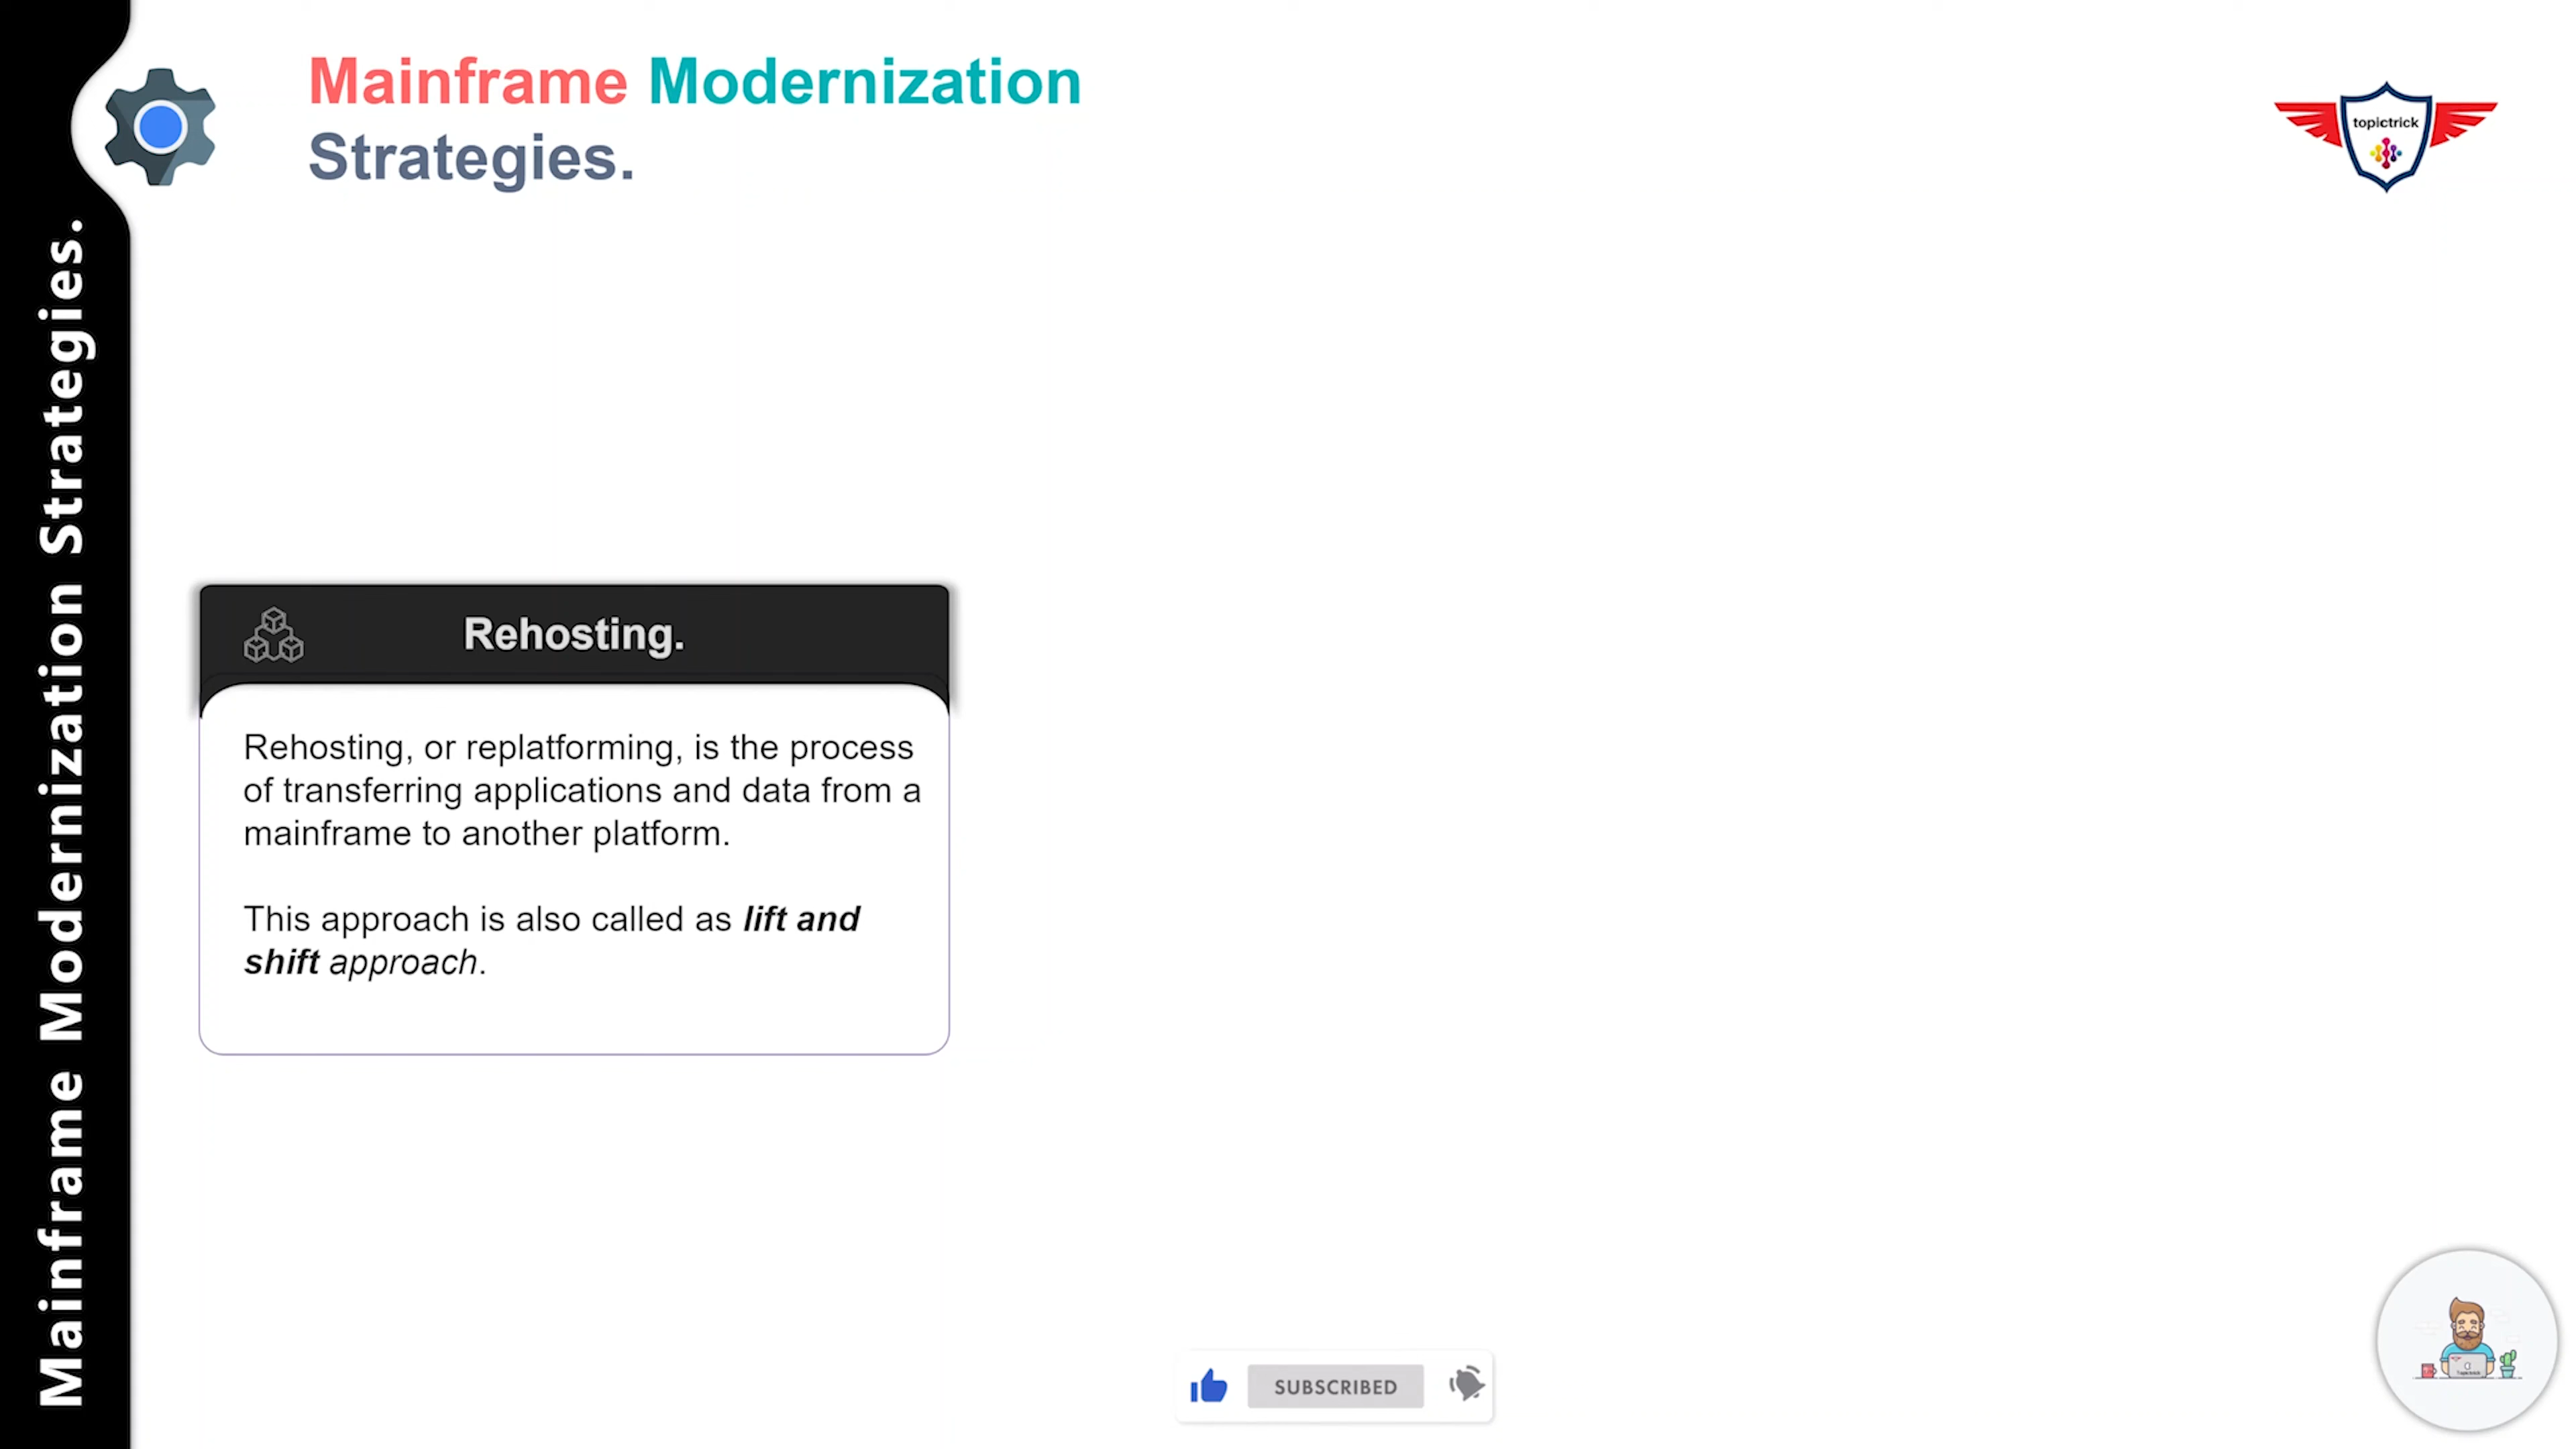 Mainframe Modernization Strategies.
Mainframe Modernization
Strategies.
topictrick
Rehosting.
Rehosting, or replatforming, is the process
of transferring applications and data from a
mainframe to another platform.
This approach is also called as lift and
shift approach.
SUBSCRIBED